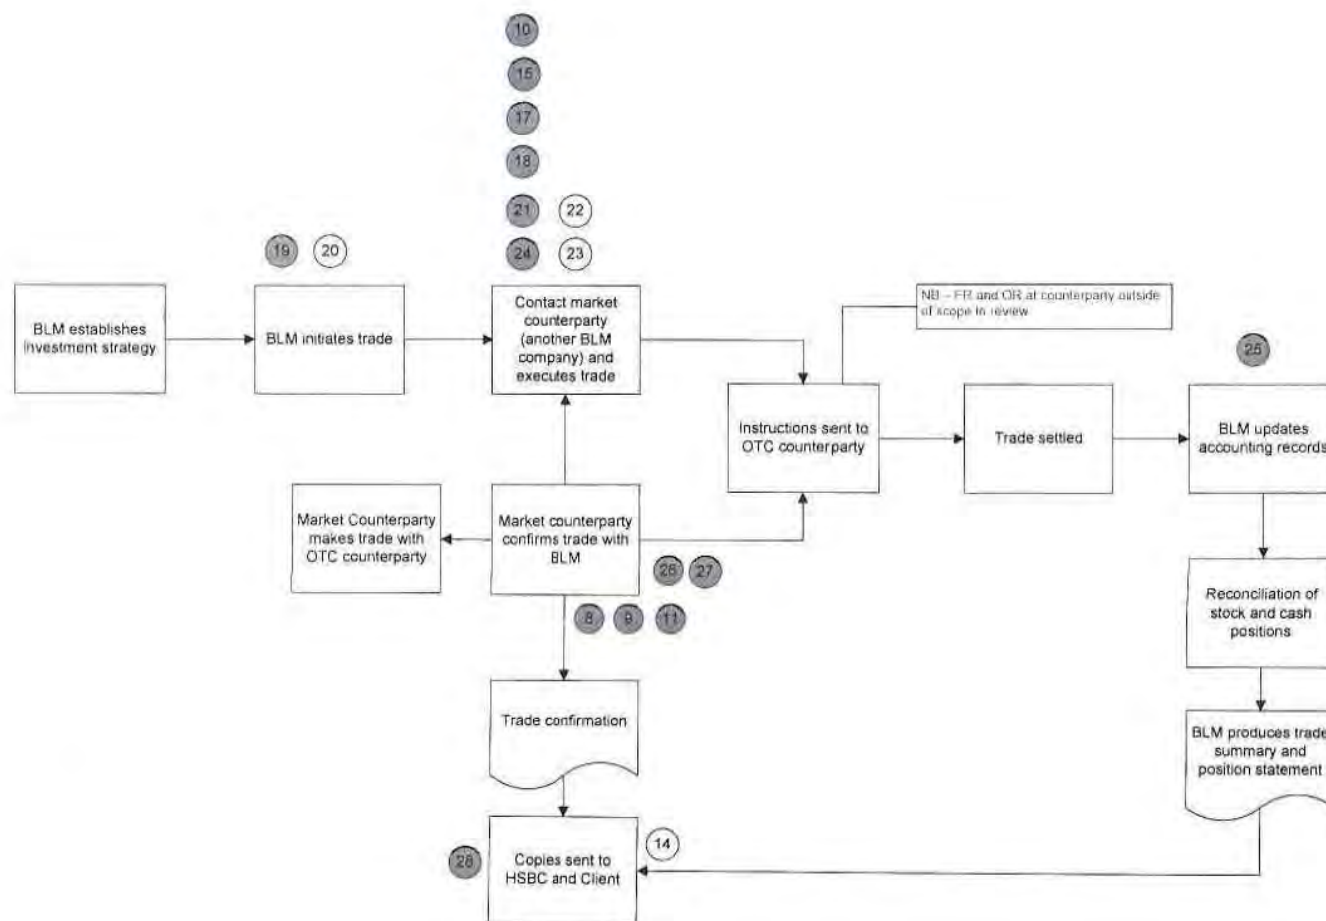 10
15
17
18
21
22
19
20
24
23
BLM establishes
investment strategy
BLM initiates trade
Contact market
counterparty
(another BLM
company) and
executes trade
NB – FR and OR at counterparty outside
of scope in review
25
Instructions sent to
OTC counterparty
Trade settled
BLM updates
accounting records
Market Counterparty
makes trade with
OTC counterparty
Market counterparty
confirms trade with
BLM
26
27
8
9
11
Reconciliation of
stock and cash
positions
Trade confirmation
BLM produces trade
summary and
position statement
14
28
Copies sent to
HSBC and Client